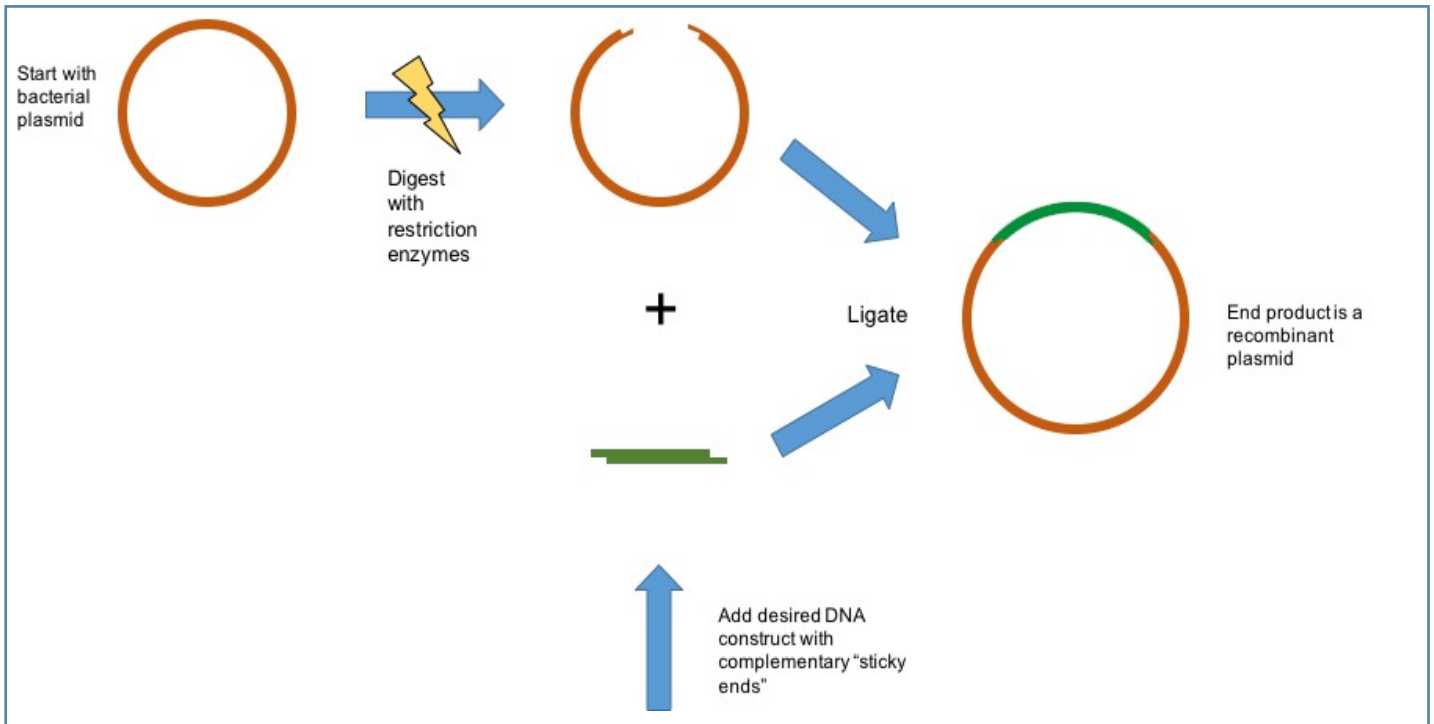 Start with
bacterial
plasmid
Digest
with
restriction
enzymes
+
Ligate
End product is a
recombinant
plasmid
Add desired DNA
construct with
complementary “sticky
ends”